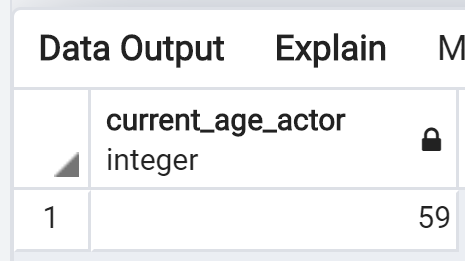 Data Output Explain M
current_age_actor
integer
1 59